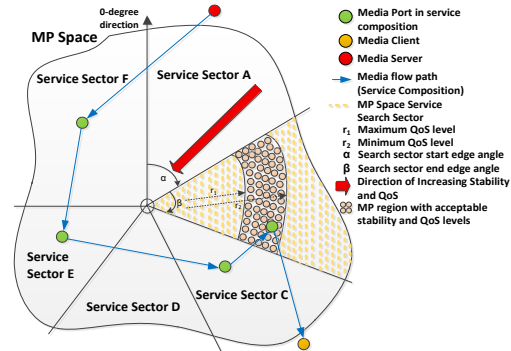 0-degree
direction
MP Space
Service Sector F
Service Sector A
α
β
r₁
r₂
Service
Sector E
Service Sector D
Service Sector C
Media Port in service
composition
Media Client
Media Server
Media flow path
(Service Composition)
MP Space Service
Search Sector
r₁ Maximum QoS level
r₂ Minimum QoS level
α Search sector start edge angle
β Search sector end edge angle
Direction of Increasing Stability
and QoS
MP region with acceptable
stability and QoS levels